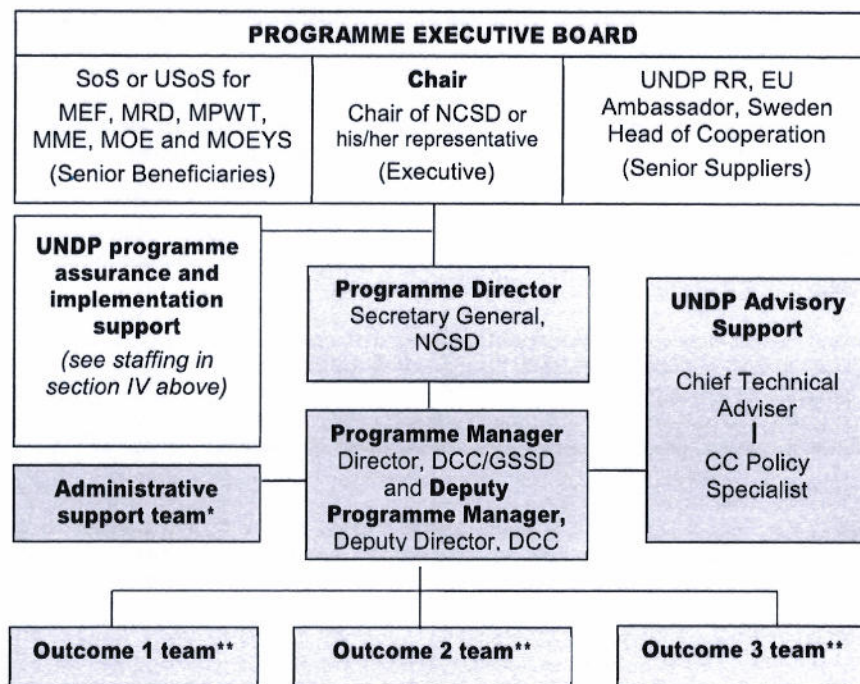 PROGRAMME EXECUTIVE BOARD
SoS or USoS for
MEF, MRD, MPWT,
MME, MOE and MOEYS
(Senior Beneficiaries)
Chair
Chair of NCSD or
his/her representative
(Executive)
UNDP RR, EU
Ambassador, Sweden
Head of Cooperation
(Senior Suppliers)
UNDP programme
assurance and
implementation
support
(see staffing in
section IV above)
Programme Director
Secretary General,
NCSD
UNDP Advisory
Support
Chief Technical
Adviser
CC Policy
Specialist
Programme Manager
Director, DCC/GSSD
and Deputy
Programme Manager,
Deputy Director, DCC
Administrative
support team*
Outcome 1 team**
Outcome 2 team**
Outcome 3 team**